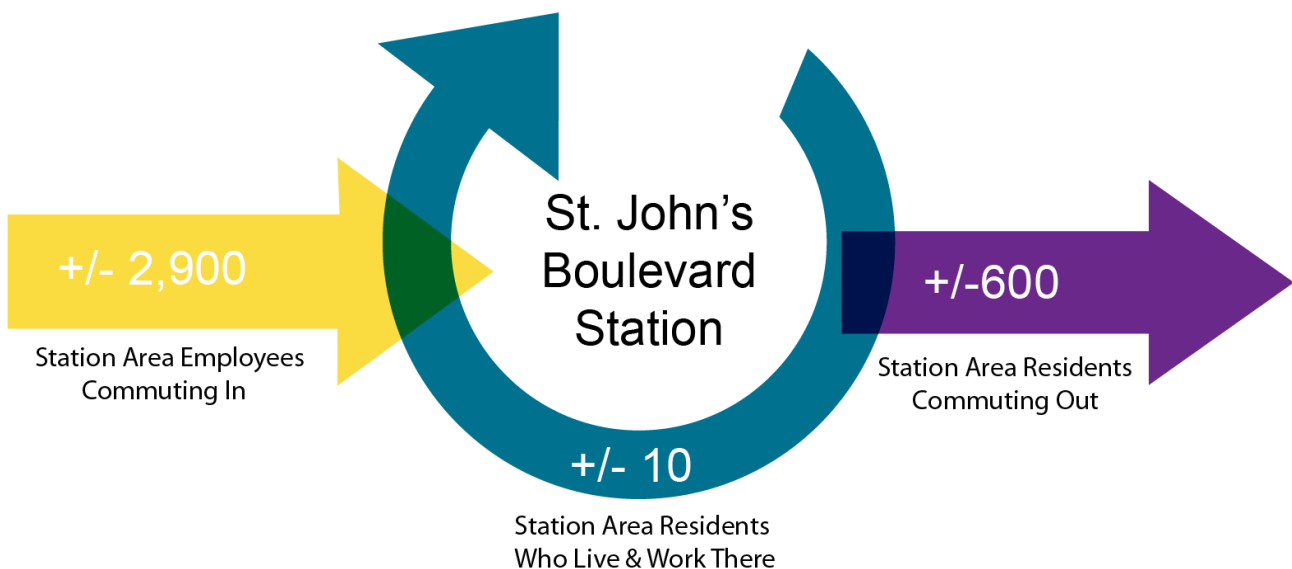 +/- 2,900
Station Area Employees
Commuting In
St. John’s
Boulevard
Station
+/- 10
Station Area Residents
Who Live & Work There
+/-600
Station Area Residents
Commuting Out